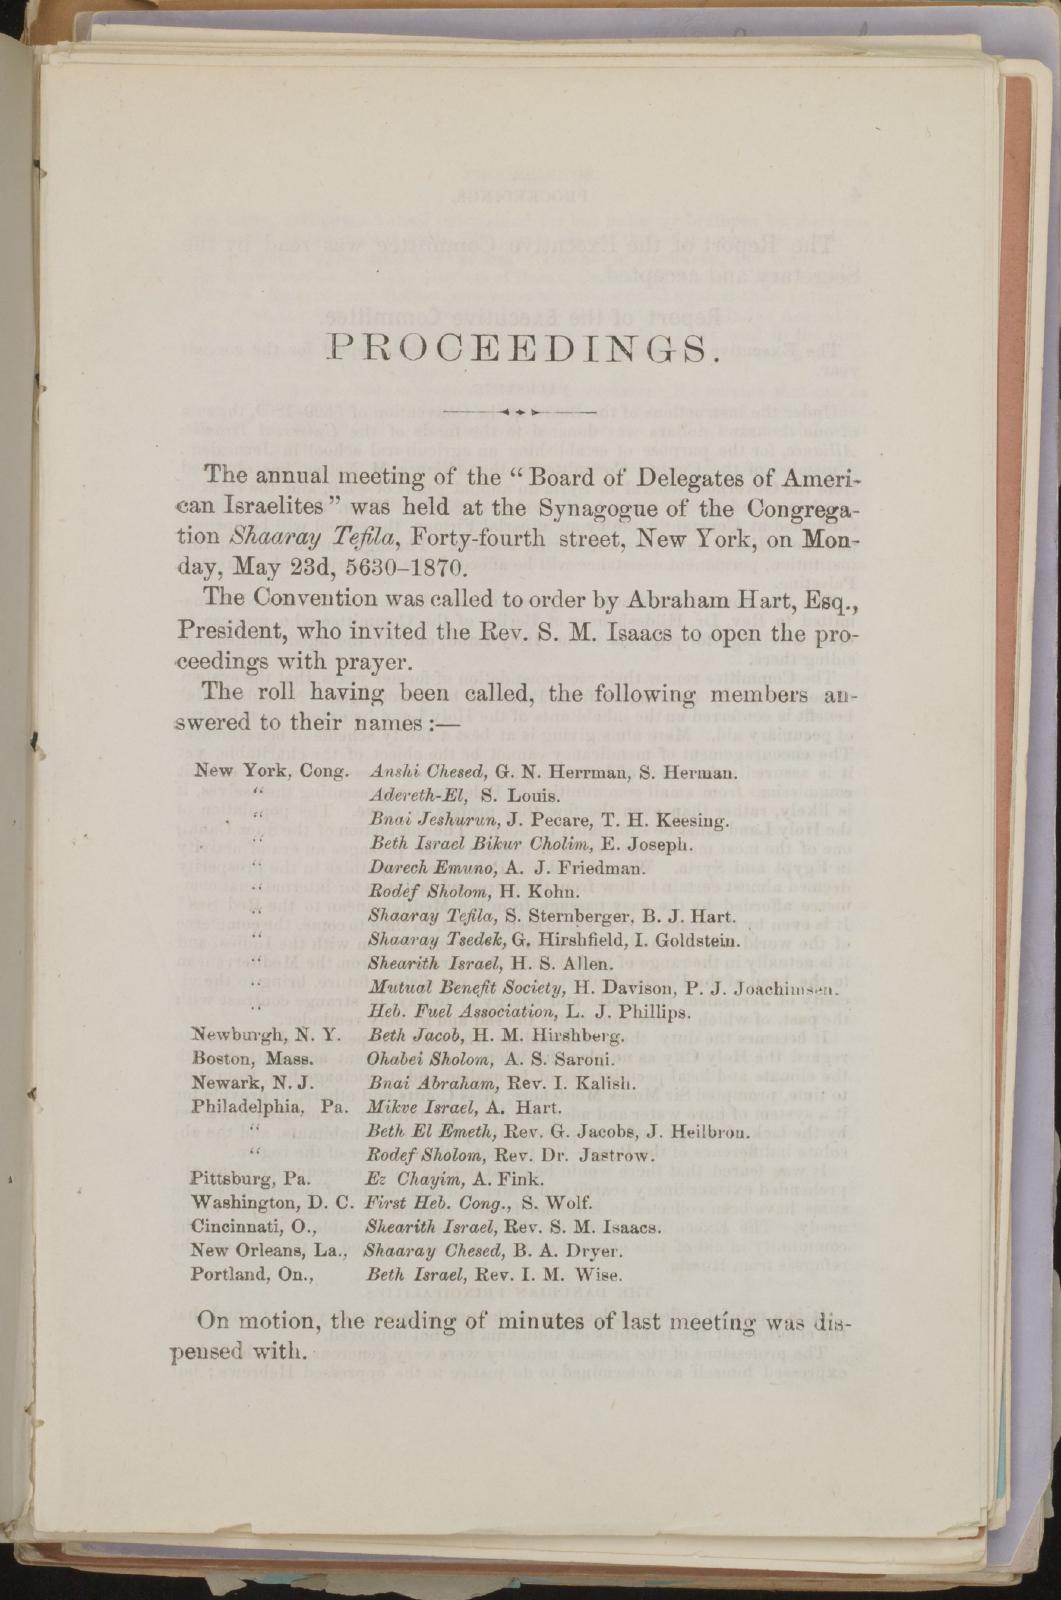 PROCEEDINGS.
The annual meeting of the “Board of Delegates of Ameri-
can Israelites” was held at the Synagogue of the Congrega-
tion Shaaray Tefila, Forty-fourth street, New York, on Mon-
day, May 23d, 5630–1870.
The Convention was called to order by Abraham Hart, Esq.,
President, who invited the Rev. S. M. Isaacs to open the pro-
ceedings with prayer.
The roll having been called, the following members an-
swered to their names :—
New York, Cong. Anshi Chesed, G. N. Herrman, S. Herman.
“ Adereth-El, S. Louis.
“ Bnai Jeshurun, J. Pecare, T. H. Keesing.
“ Beth Israel Bikur Cholim, E. Joseph.
“ Darech Emuno, A. J. Friedman.
“ Rodef Sholom, H. Kohn.
“ Shaaray Tefila, S. Sternberger, B. J. Hart.
“ Shaaray Tsedek, G. Hirshfield, I. Goldstein.
“ Shearith Israel, H. S. Allen.
“ Mutual Benefit Society, H. Davison, P. J. Joachimsen.
“ Heb. Fuel Association, L. J. Phillips.
Newburgh, N. Y. Beth Jacob, H. M. Hirshberg.
Boston, Mass. Ohabei Sholom, A. S. Saroni.
Newark, N. J. Bnai Abraham, Rev. I. Kalish.
Philadelphia, Pa. Mikve Israel, A. Hart.
“ Beth El Emeth, Rev. G. Jacobs, J. Heilbron.
“ Rodef Sholom, Rev. Dr. Jastrow.
Pittsburg, Pa. Ez Chayim, A. Fink.
Washington, D. C. First Heb. Cong., S. Wolf.
Cincinnati, O., Shearith Israel, Rev. S. M. Isaacs.
New Orleans, La., Shaaray Chesed, B. A. Dryer.
Portland, On., Beth Israel, Rev. I. M. Wise.
On motion, the reading of minutes of last meeting was dis-
pensed with.